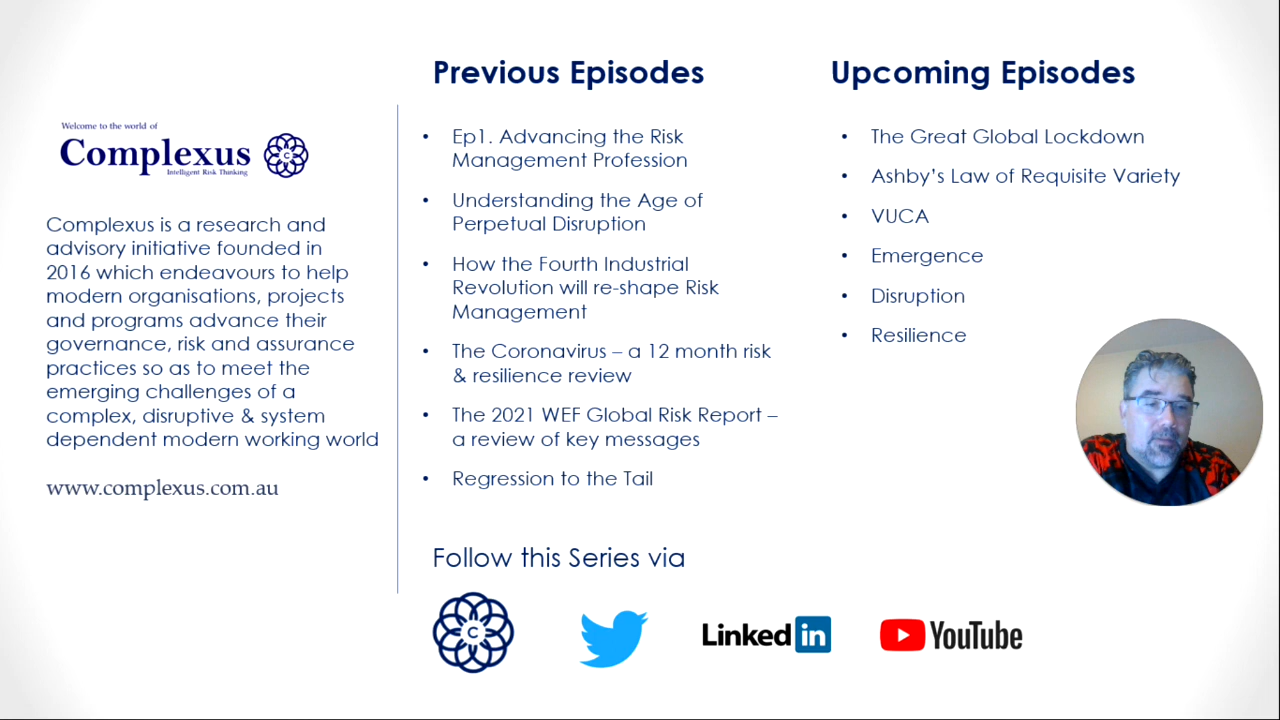 Welcome to the world of
Complexus
Intelligent Risk Thinking
Complexus is a research and
advisory initiative founded in
2016 which endeavours to help
modern organisations, projects
and programs advance their
governance, risk and assurance
practices so as to meet the
emerging challenges of a
complex, disruptive & system
dependent modern working world
www.complexus.com.au
Previous Episodes
• Ep1. Advancing the Risk
Management Profession
• Understanding the Age of
Perpetual Disruption
• How the Fourth Industrial
Revolution will re-shape Risk
Management
• The Coronavirus – a 12 month risk
& resilience review
• The 2021 WEF Global Risk Report –
a review of key messages
• Regression to the Tail
Upcoming Episodes
• The Great Global Lockdown
• Ashby's Law of Requisite Variety
• VUCA
• Emergence
• Disruption
• Resilience
Follow this Series via
C
Linked in
YouTube